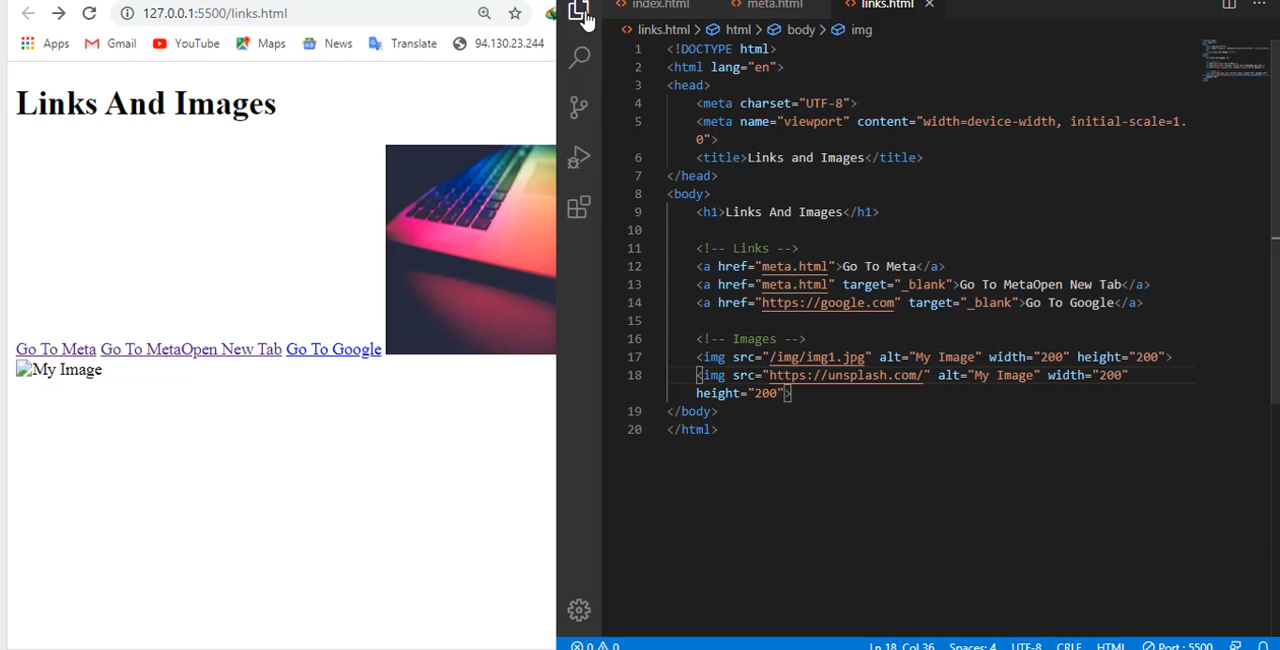 127.0.0.1:5500/links.html
Apps Gmail YouTube Maps News Translate 94.130.23.244
Links And Images
Go To Meta Go To MetaOpen New Tab Go To Google
My Image
index.html meta.html links.html
links.html > html > body > img
1 <!DOCTYPE html>
2 <html lang="en">
3 <head>
4 <meta charset="UTF-8">
5 <meta name="viewport" content="width=device-width, initial-scale=1.
0">
6 <title>Links and Images</title>
7 </head>
8 <body>
9 <h1>Links And Images</h1>
10
11 <!-- Links -->
12 <a href="meta.html">Go To Meta</a>
13 <a href="meta.html" target="_blank">Go To MetaOpen New Tab</a>
14 <a href="https://google.com" target="_blank">Go To Google</a>
15
16 <!-- Images -->
17 <img src="/img/img1.jpg" alt="My Image" width="200" height="200">
18 <img src="https://unsplash.com/" alt="My Image" width="200"
height="200">
19 </body>
20 </html>
0 0 Ln 18, Col 36 Spaces: 4 UTF-8 CRLF HTML Port : 5500